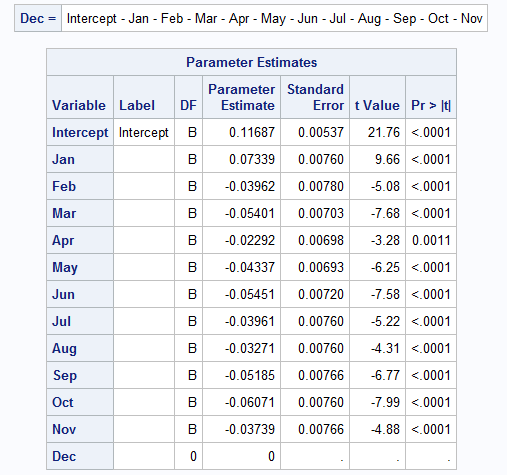 Dec = Intercept - Jan - Feb - Mar - Apr - May - Jun - Jul - Aug - Sep - Oct - Nov
Parameter Estimates
Variable Label DF Parameter Estimate Standard Error t Value Pr > |t|
Intercept Intercept B 0.11687 0.00537 21.76 <.0001
Jan B 0.07339 0.00760 9.66 <.0001
Feb B -0.03962 0.00780 -5.08 <.0001
Mar B -0.05401 0.00703 -7.68 <.0001
Apr B -0.02292 0.00698 -3.28 0.0011
May B -0.04337 0.00693 -6.25 <.0001
Jun B -0.05451 0.00720 -7.58 <.0001
Jul B -0.03961 0.00760 -5.22 <.0001
Aug B -0.03271 0.00760 -4.31 <.0001
Sep B -0.05185 0.00766 -6.77 <.0001
Oct B -0.06071 0.00760 -7.99 <.0001
Nov B -0.03739 0.00766 -4.88 <.0001
Dec 0 0 . . .